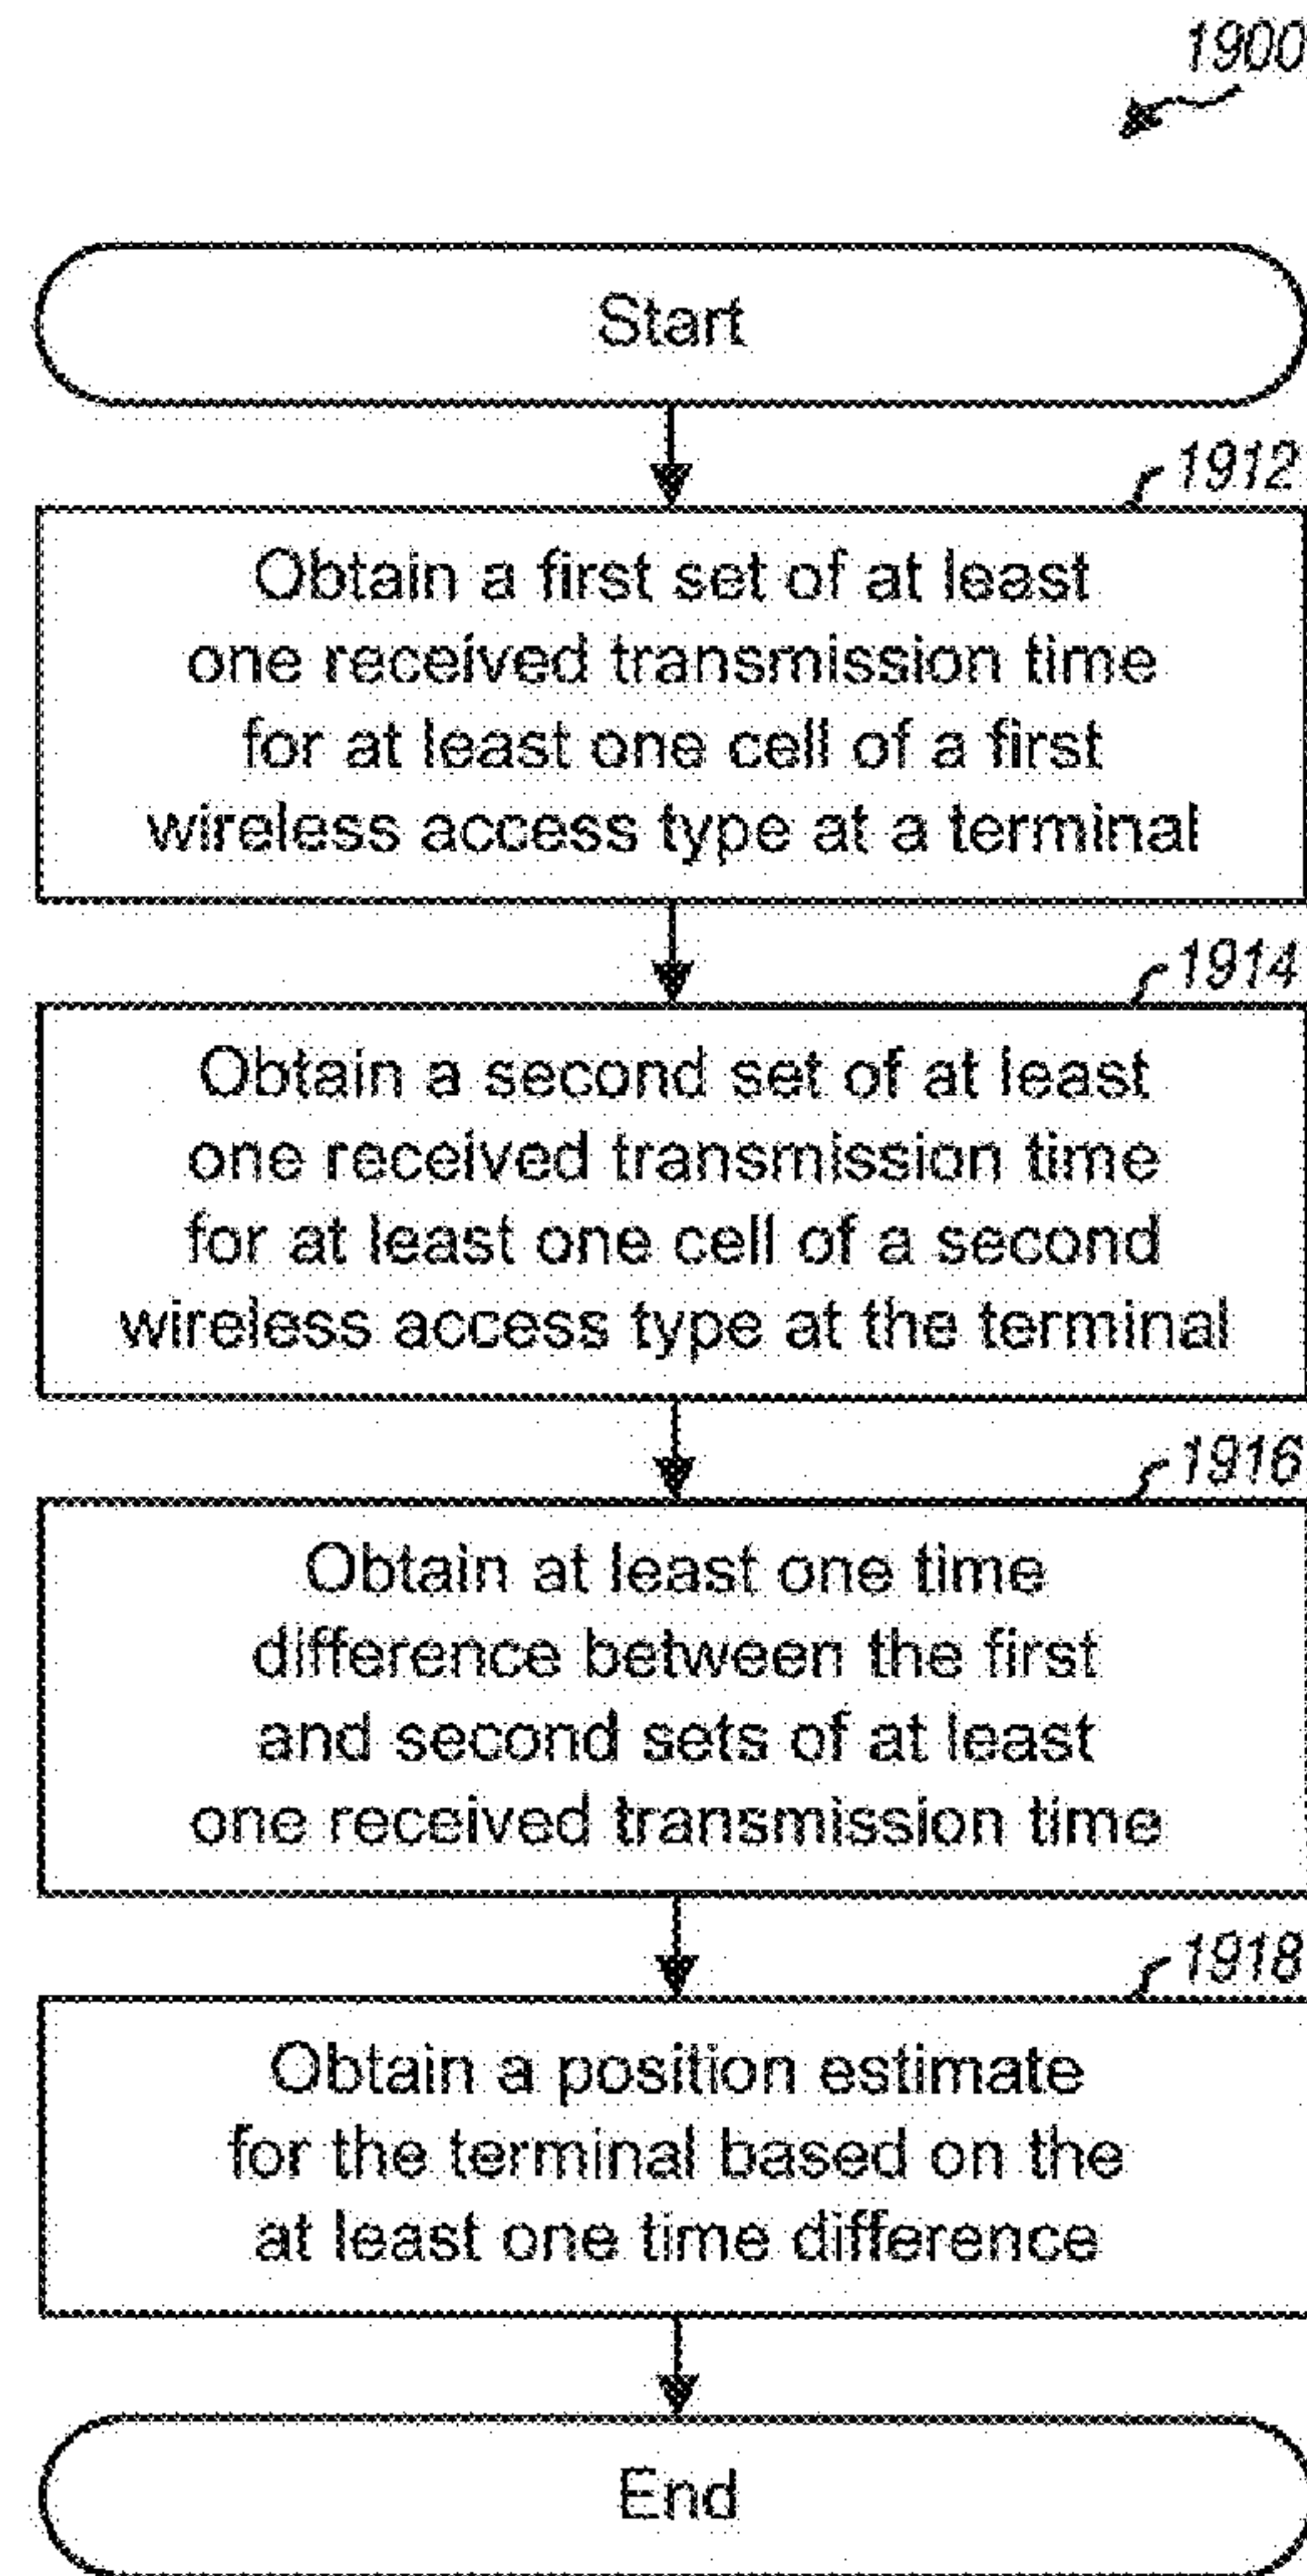 1900
Start
1912
Obtain a first set of at least
one received transmission time
for at least one cell of a first
wireless access type at a terminal
1914
Obtain a second set of at least
one received transmission time
for at least one cell of a second
wireless access type at the terminal
1916
Obtain at least one time
difference between the first
and second sets of at least
one received transmission time
1918
Obtain a position estimate
for the terminal based on the
at least one time difference
End